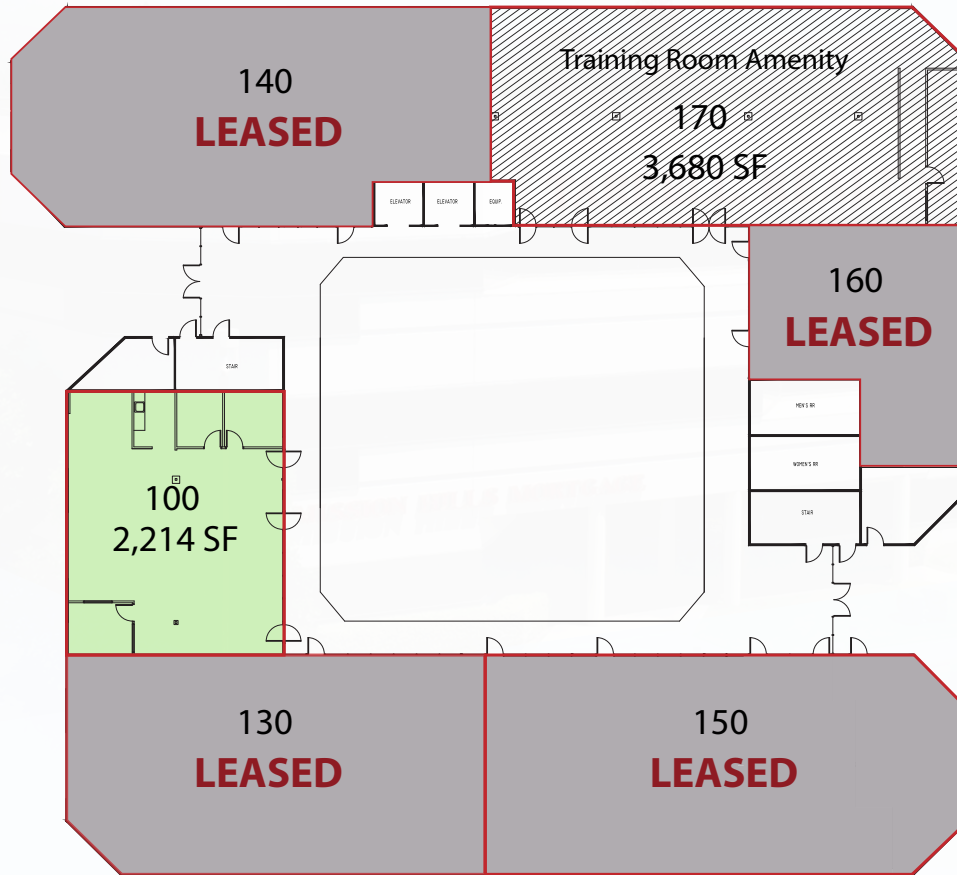 140
LEASED
Training Room Amenity
170
3,680 SF
ELEVATOR
ELEVATOR
EQUIP.
160
LEASED
STAIR
MEN'S RR
WOMEN'S RR
STAIR
100
2,214 SF
130
LEASED
150
LEASED